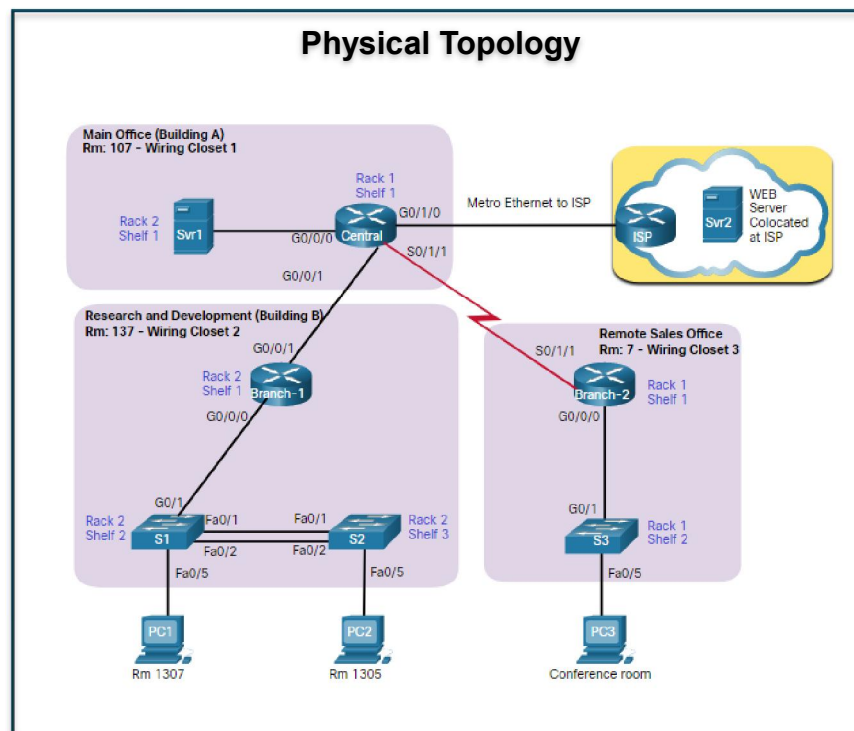 Physical Topology
Main Office (Building A)
Rm: 107 - Wiring Closet 1
Rack 1
Shelf 1
G0/1/0
Metro Ethernet to ISP
WEB
Server
Colocated
at ISP
Rack 2
Shelf 1
Svr1
G0/0/0
Central
ISP
Svr2
S0/1/1
G0/0/1
Research and Development (Building B)
Rm: 137 - Wiring Closet 2
Remote Sales Office
Rm: 7 - Wiring Closet 3
G0/0/1
S0/1/1
Rack 2
Shelf 1
Branch-1
Branch-2
Rack 1
Shelf 1
G0/0/0
G0/0/0
G0/1
G0/1
Rack 2
Shelf 2
S1
Fa0/1
Fa0/1
Fa0/2
Fa0/2
S2
Rack 2
Shelf 3
S3
Rack 1
Shelf 2
Fa0/5
Fa0/5
Fa0/5
PC1
PC2
PC3
Rm 1307
Rm 1305
Conference room